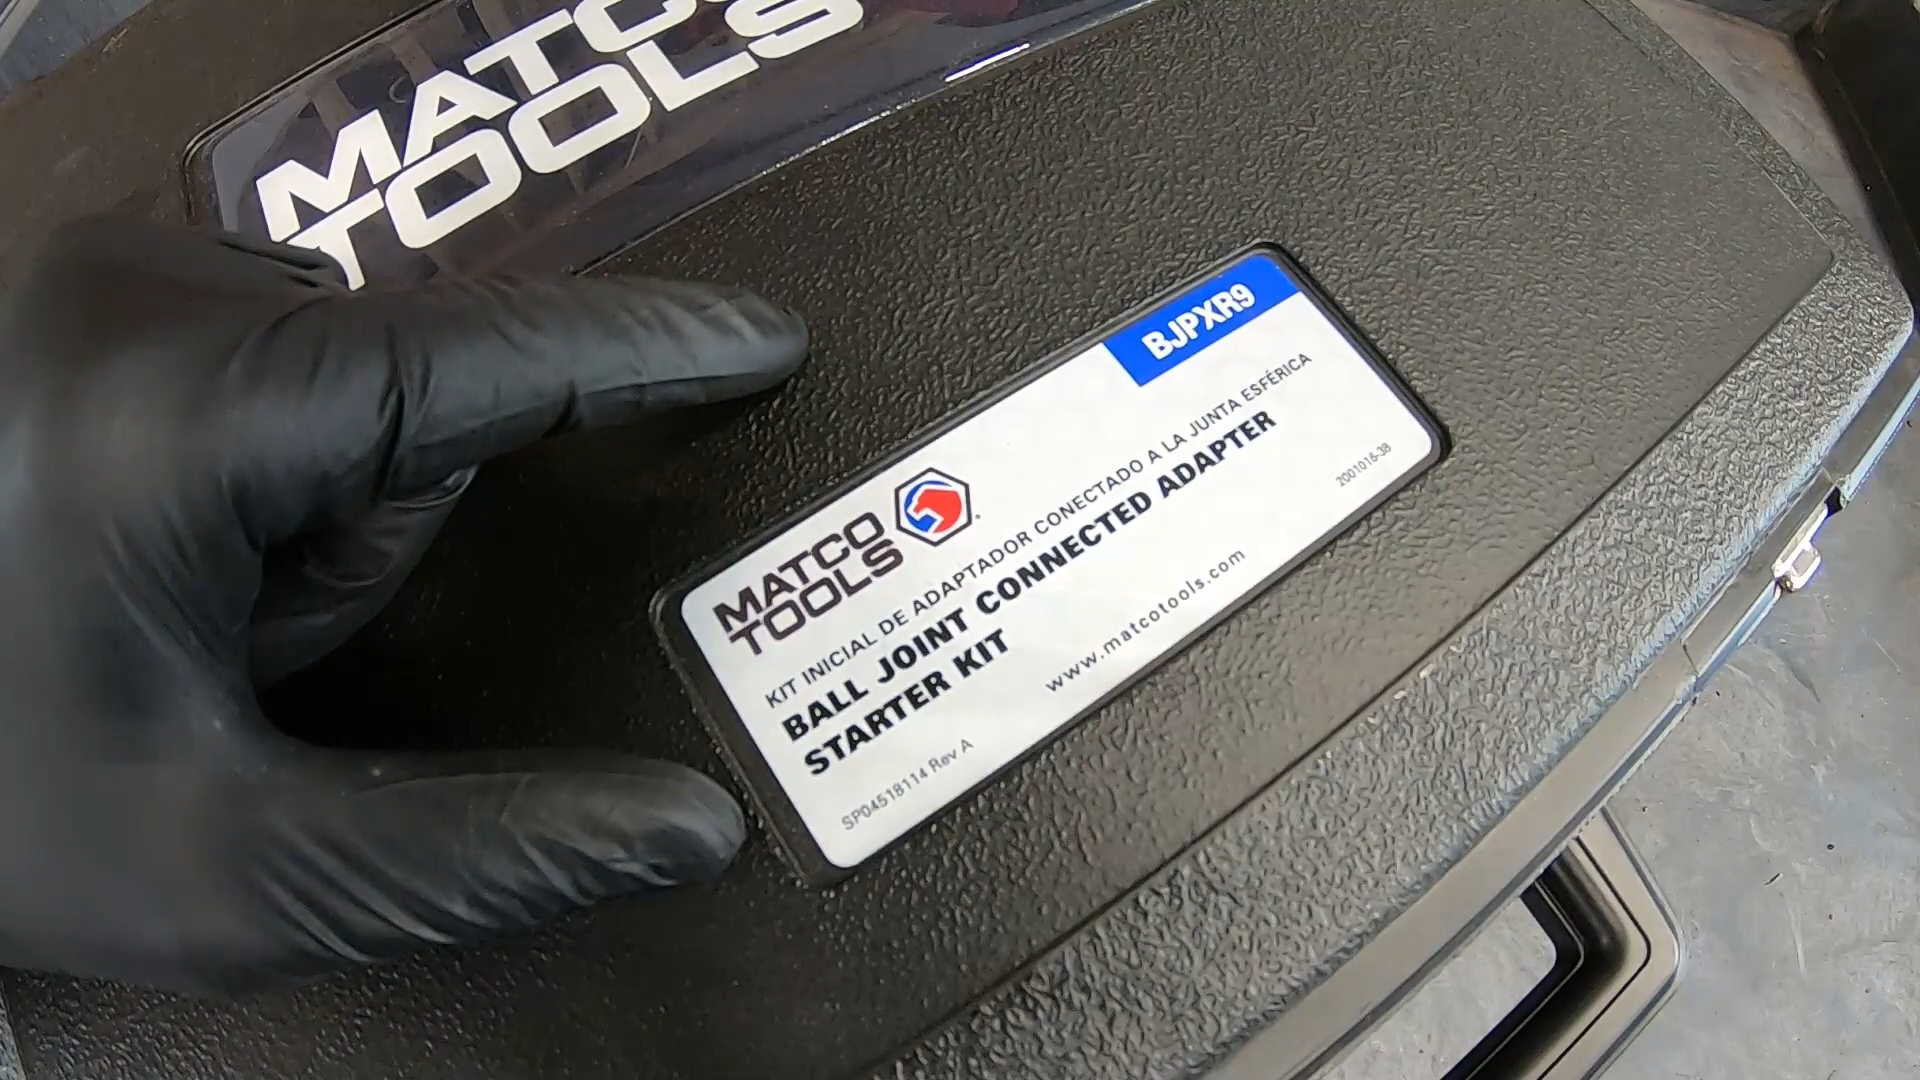 MATCO
TOOLS
BJPXR9
MATCO
TOOLS
KIT INICIAL DE ADAPTADOR CONECTADO A LA JUNTA ESFÉRICA
BALL JOINT CONNECTED ADAPTER
STARTER KIT
www.matcotools.com
2001016-38
SP04518114 Rev A